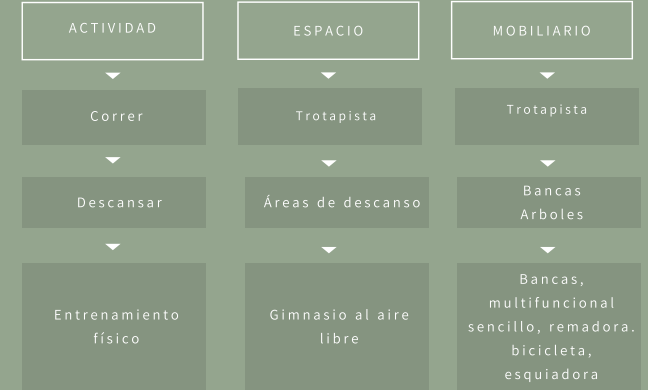 ACTIVIDAD
ESPACIO
MOBILIARIO
Correr
Trotapista
Trotapista
Descansar
Áreas de descanso
Bancas
Arboles
Entrenamiento
físico
Gimnasio al aire
libre
Bancas,
multifuncional
sencillo, remadora.
bicicleta,
esquiadora